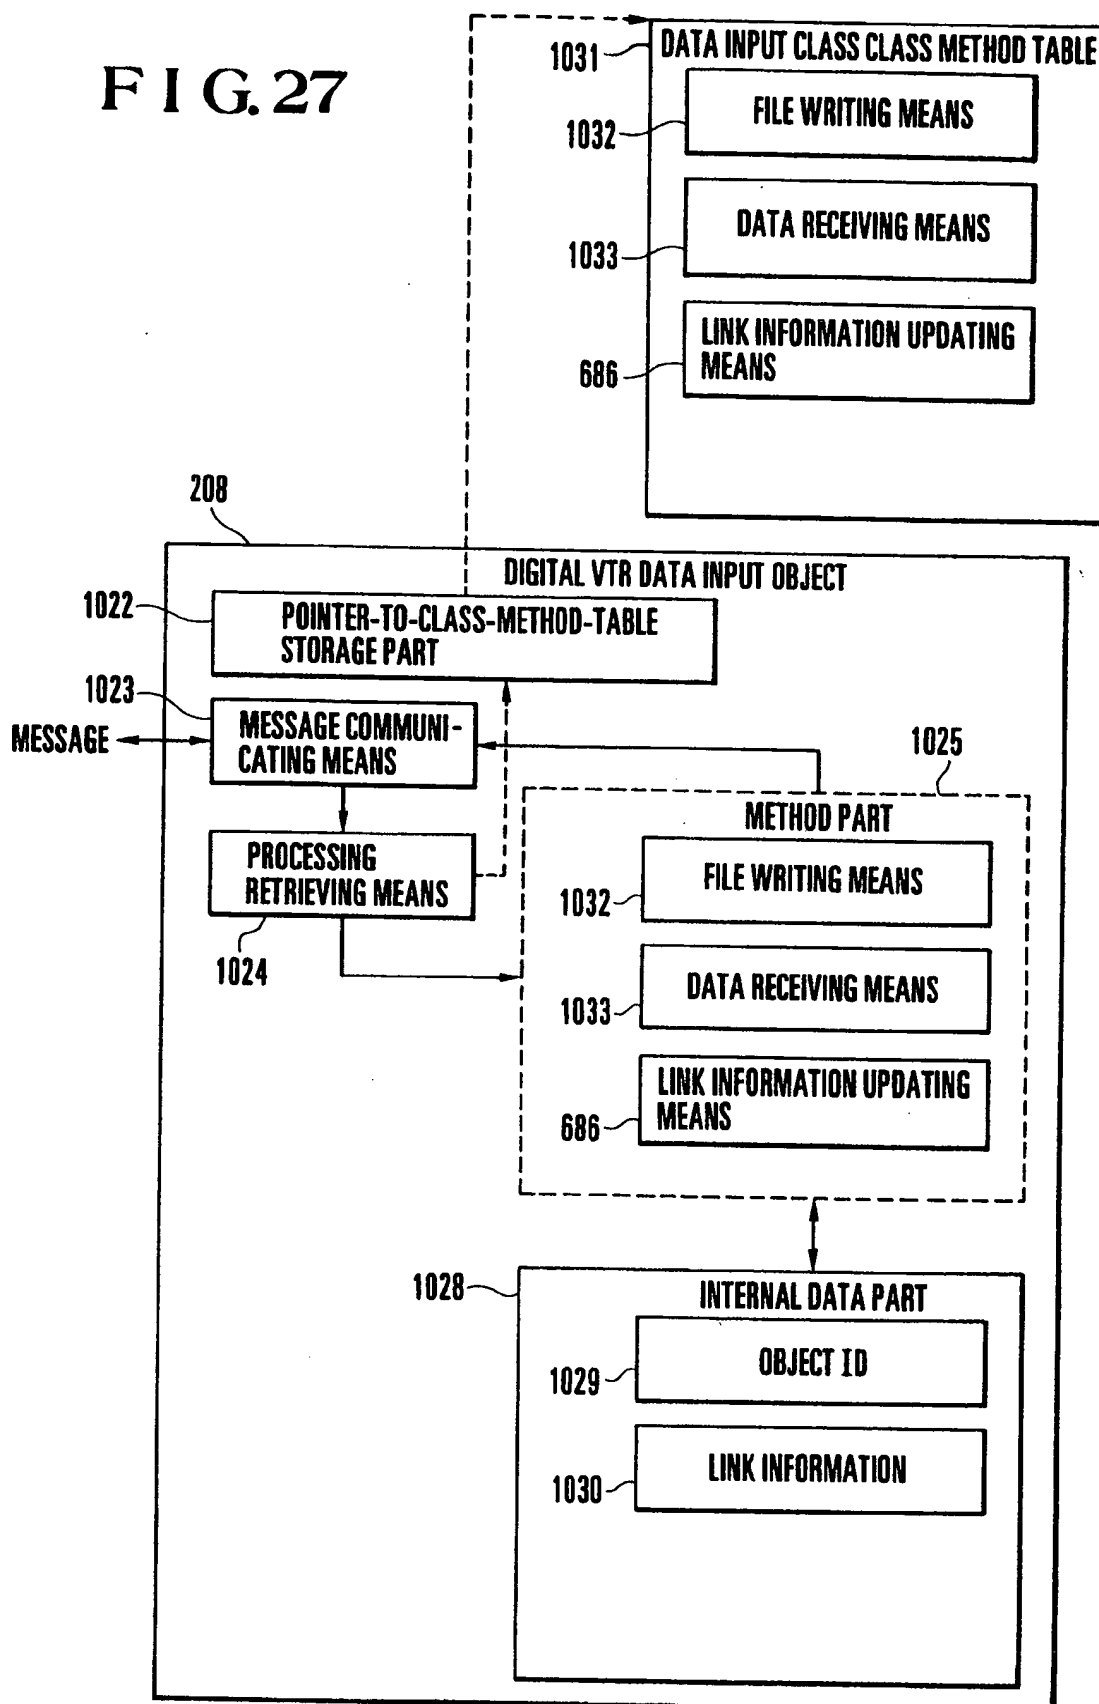 FIG. 27
1031
DATA INPUT CLASS CLASS METHOD TABLE
FILE WRITING MEANS
1032
DATA RECEIVING MEANS
1033
LINK INFORMATION UPDATING
MEANS
686
208
DIGITAL VTR DATA INPUT OBJECT
1022
POINTER-TO-CLASS-METHOD-TABLE
STORAGE PART
1023
MESSAGE
MESSAGE COMMUNI-
CATING MEANS
1025
PROCESSING
RETRIEVING MEANS
1024
METHOD PART
FILE WRITING MEANS
1032
DATA RECEIVING MEANS
1033
LINK INFORMATION UPDATING
MEANS
686
1028
INTERNAL DATA PART
OBJECT ID
1029
LINK INFORMATION
1030